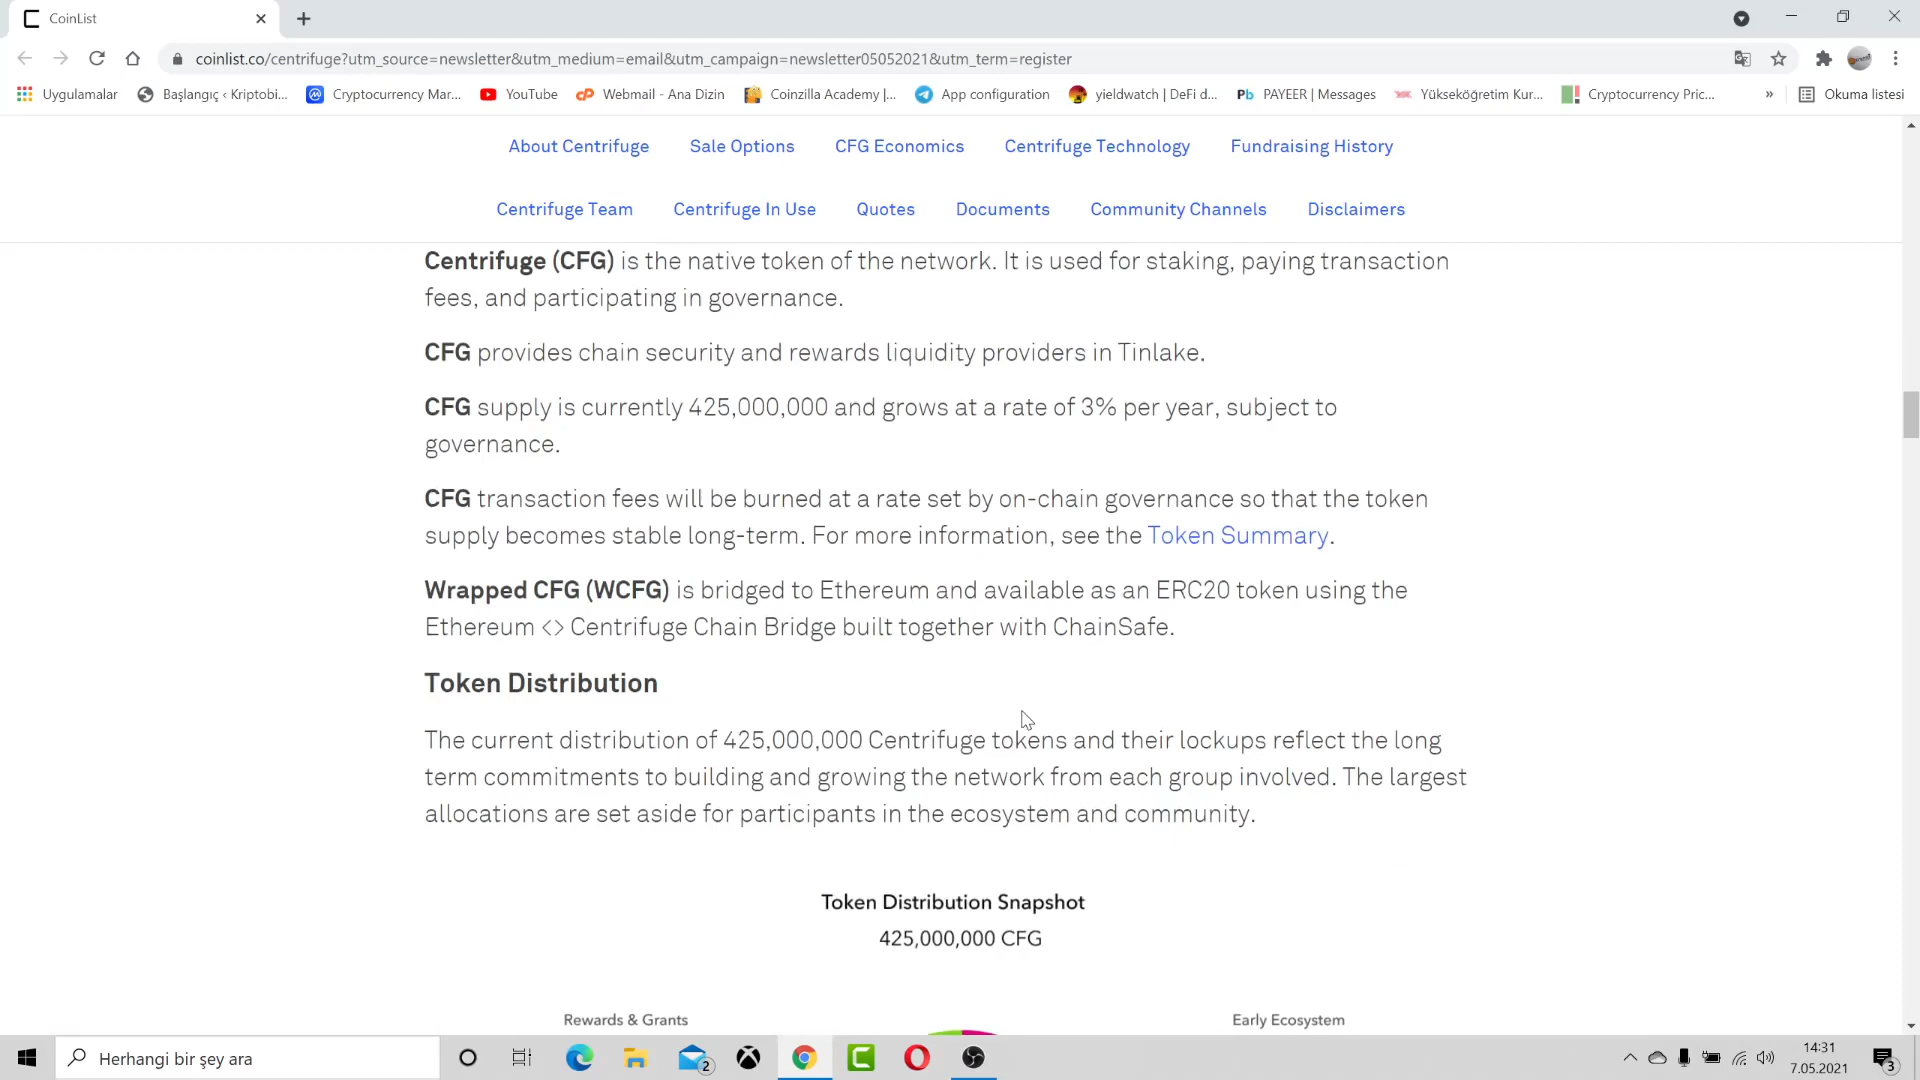 CoinList
coinlist.co/centrifuge?utm_source=newsletter&utm_medium=email&utm_campaign=newsletter05052021&utm_term=register
Uygulamalar Başlangıç ‹ Kriptobi... Cryptocurrency Mar... YouTube Webmail - Ana Dizin Coinzilla Academy |... App configuration yieldwatch | DeFi d... PAYEER | Messages Yükseköğretim Kur... Cryptocurrency Pric... » Okuma listesi
About Centrifuge Sale Options CFG Economics Centrifuge Technology Fundraising History
Centrifuge Team Centrifuge In Use Quotes Documents Community Channels Disclaimers
Centrifuge (CFG) is the native token of the network. It is used for staking, paying transaction
fees, and participating in governance.
CFG provides chain security and rewards liquidity providers in Tinlake.
CFG supply is currently 425,000,000 and grows at a rate of 3% per year, subject to
governance.
CFG transaction fees will be burned at a rate set by on-chain governance so that the token
supply becomes stable long-term. For more information, see the Token Summary.
Wrapped CFG (WCFG) is bridged to Ethereum and available as an ERC20 token using the
Ethereum <> Centrifuge Chain Bridge built together with ChainSafe.
Token Distribution
The current distribution of 425,000,000 Centrifuge tokens and their lockups reflect the long
term commitments to building and growing the network from each group involved. The largest
allocations are set aside for participants in the ecosystem and community.
Token Distribution Snapshot
425,000,000 CFG
Rewards & Grants Early Ecosystem
Herhangi bir şey ara
2
14:31
7.05.2021
3